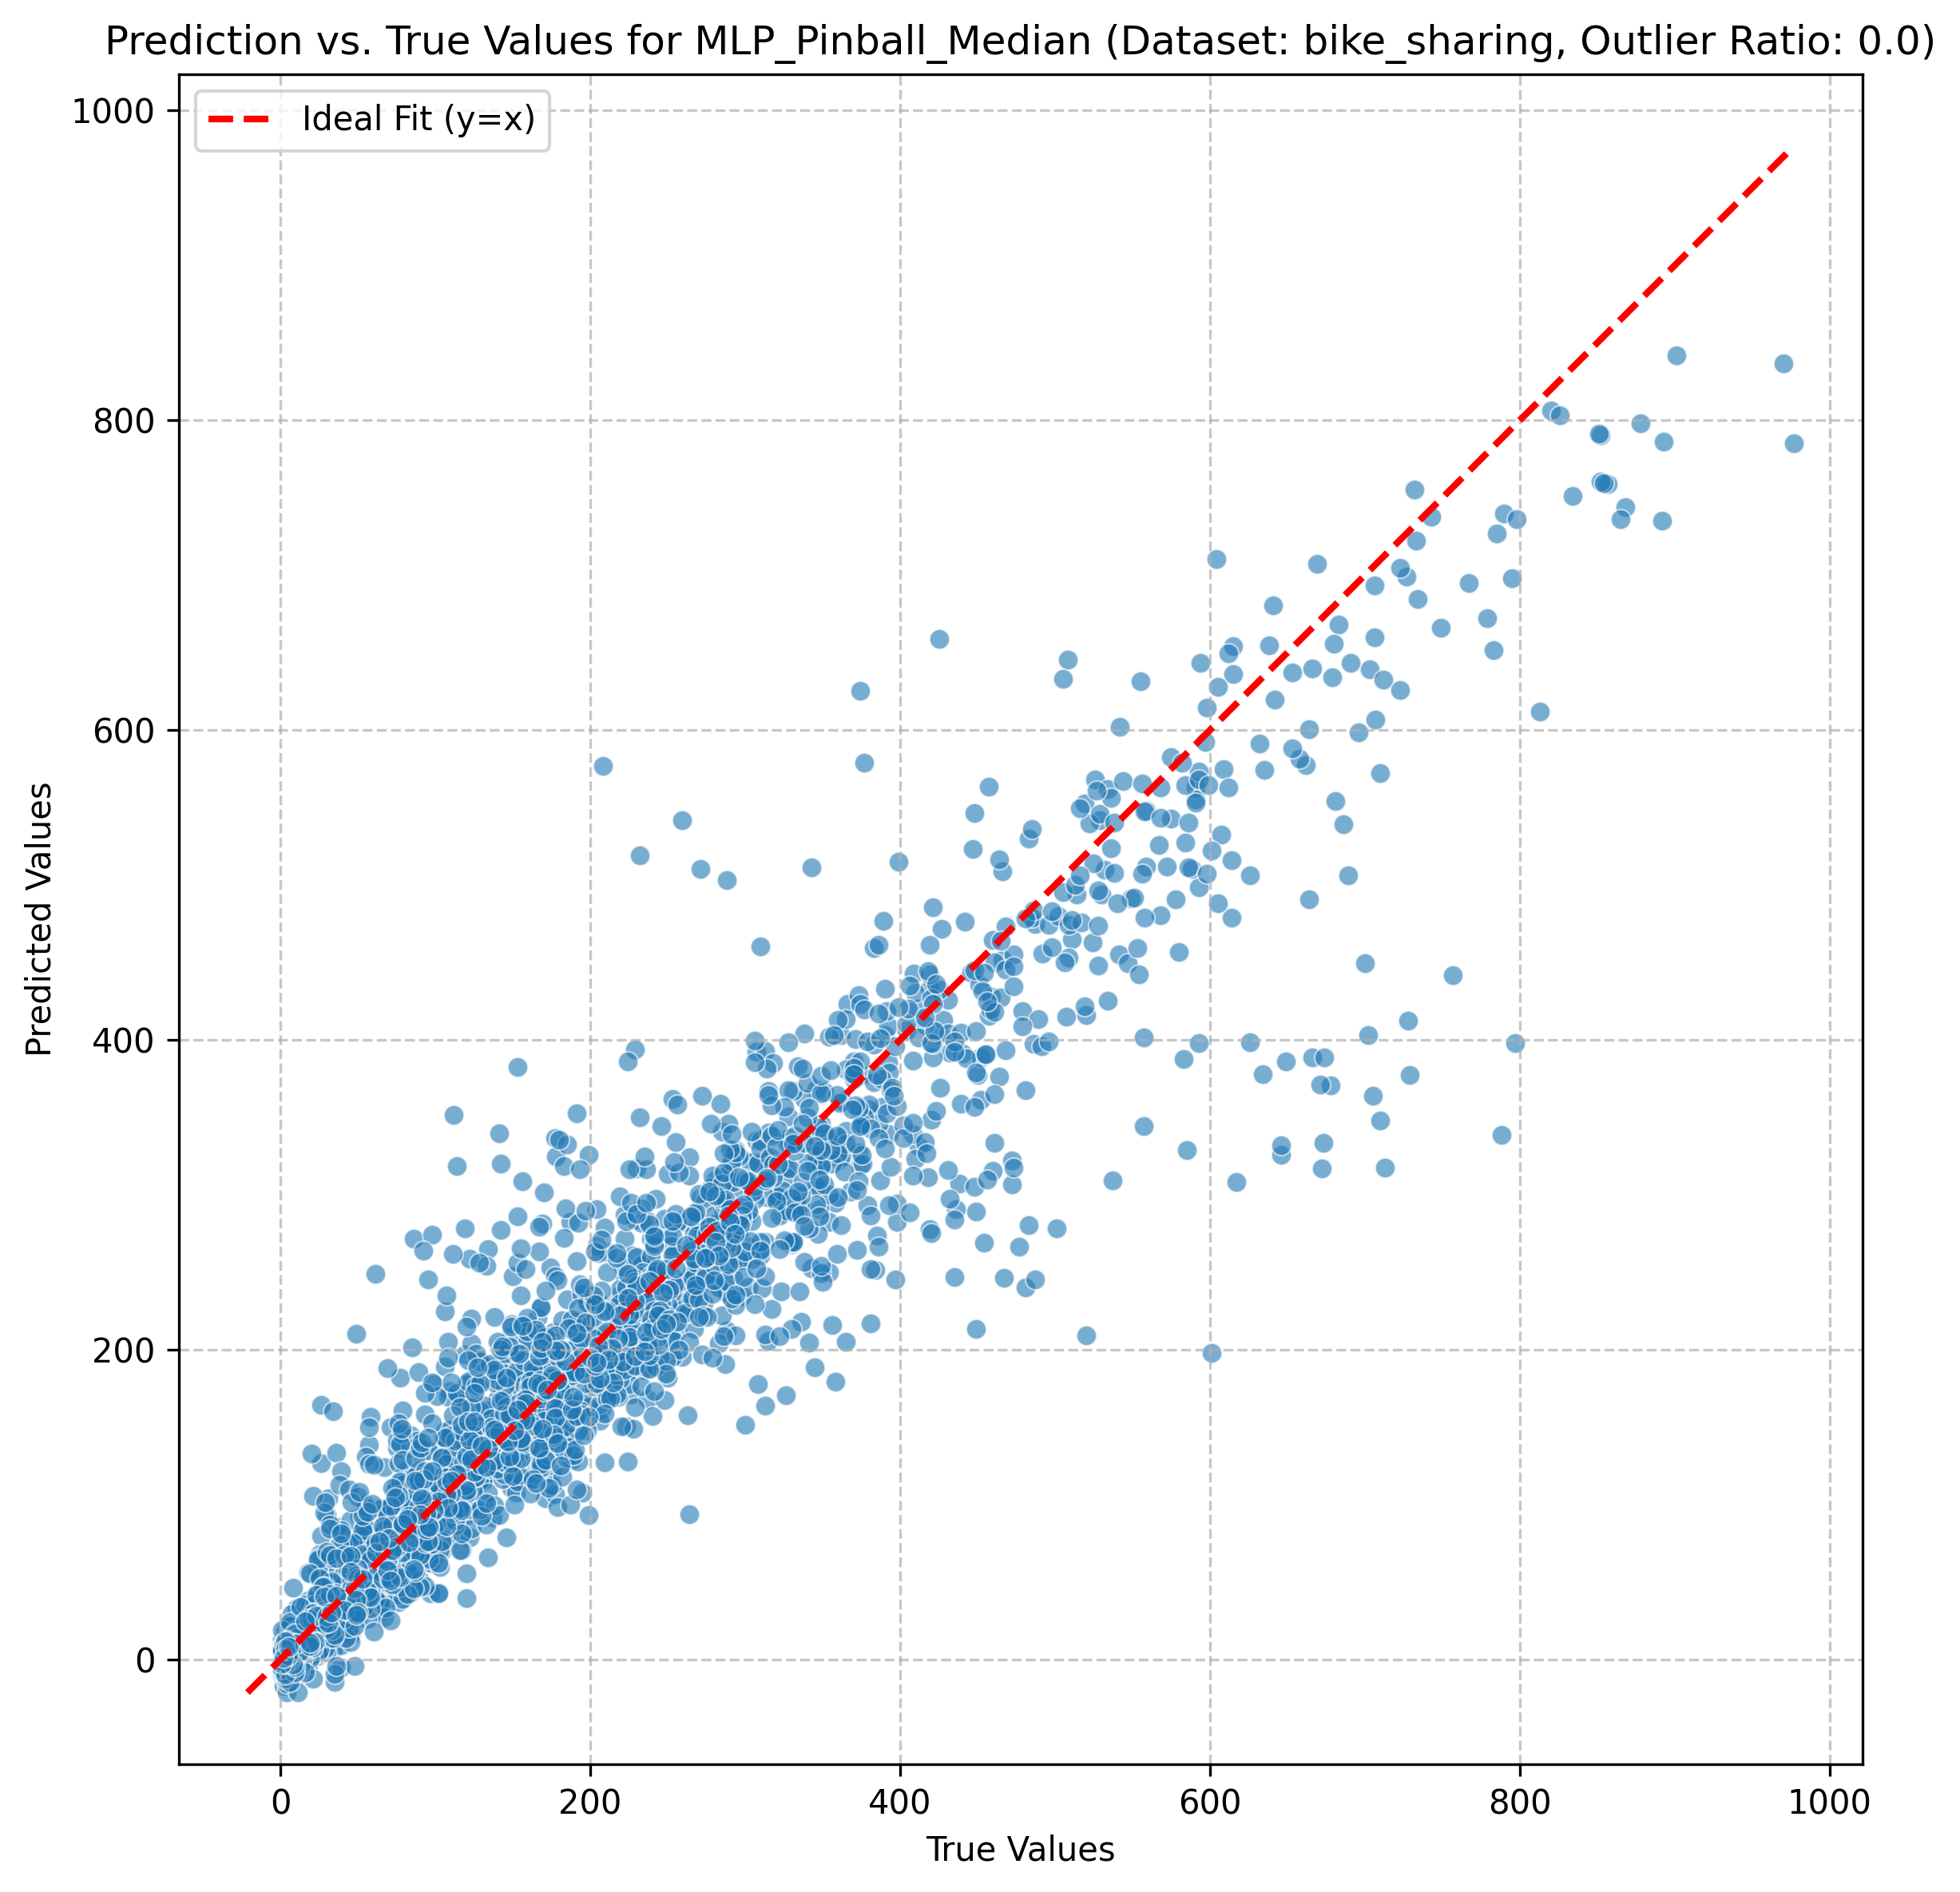 Prediction vs. True Values for MLP_Pinball_Median (Dataset: bike_sharing, Outlier Ratio: 0.0)
Ideal Fit (y=x)
1000
800
600
400
200
0
Predicted Values
0 200 400 600 800 1000
True Values